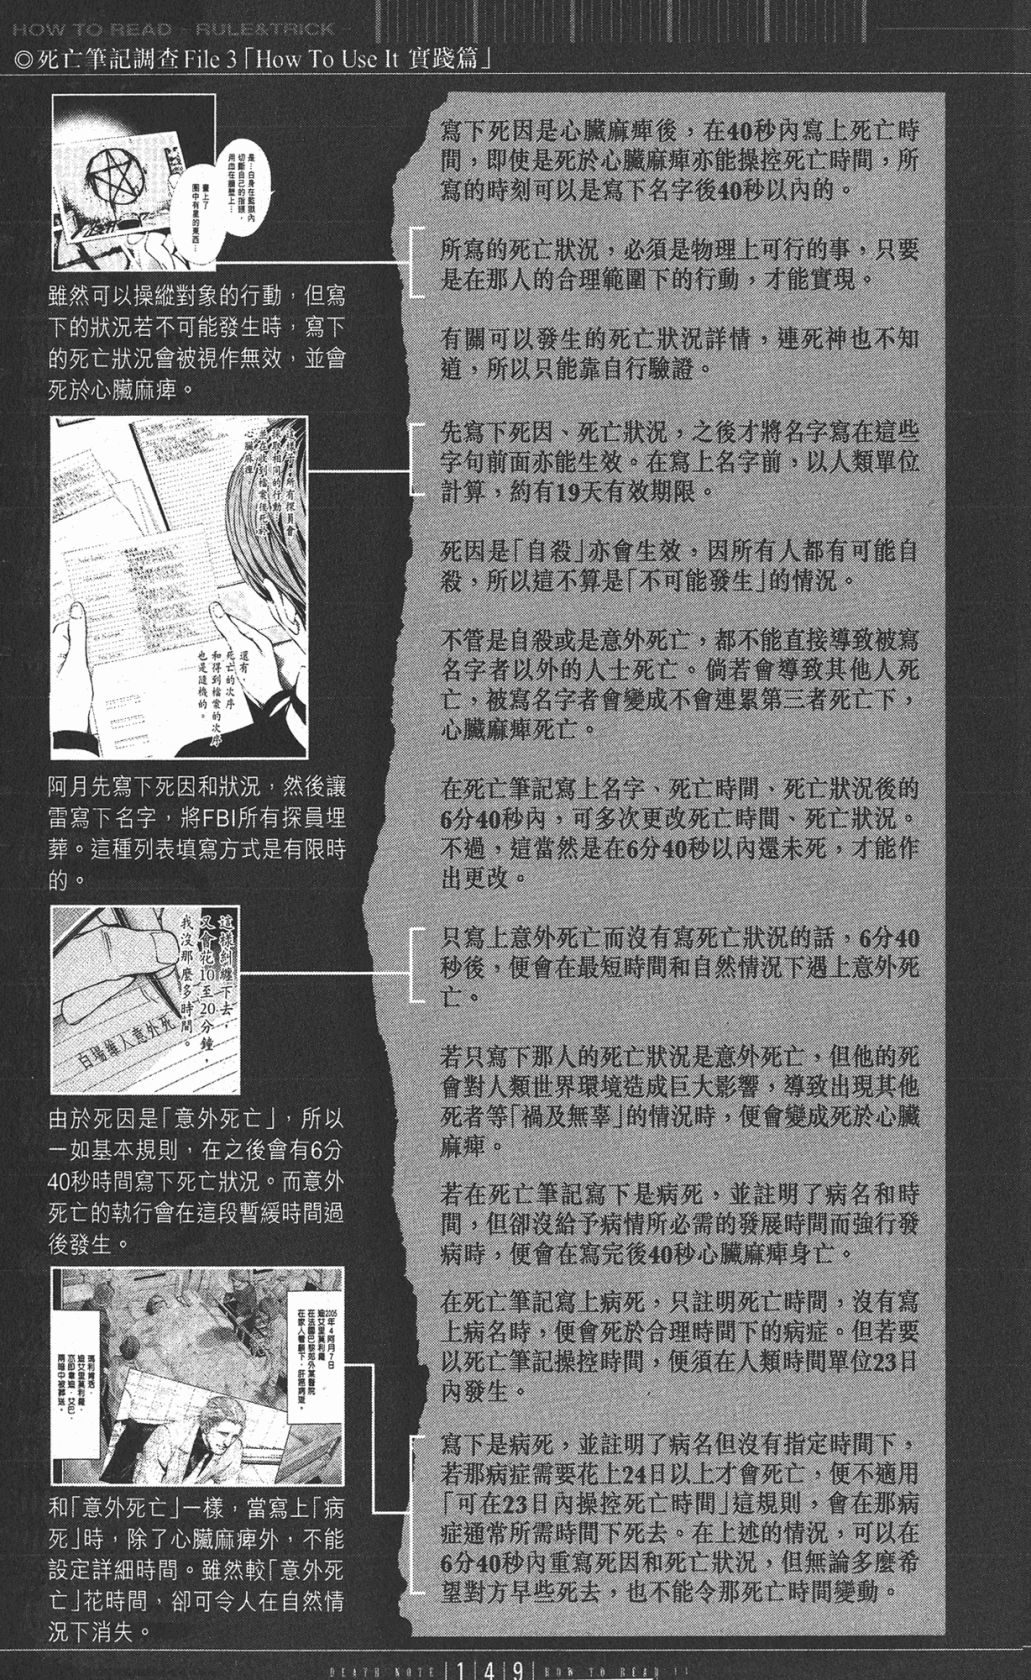 HOW TO READ - RULE&TRICK
◎死亡筆記調查File 3「How To Use It 實踐篇」
是…白身在監獄內
切斷自己的指頭，
用血在牆壁上…
畫上了
圈中有星的東西…
雖然可以操縱對象的行動，但寫
下的狀況若不可能發生時，寫下
的死亡狀況會被視作無效，並會
死於心臟麻痺。
還有，
死亡的次序
和得到檔案的次序
也是隨機的。
阿月先寫下死因和狀況，然後讓
雷寫下名字，將FBI所有探員埋
葬。這種列表填寫方式是有限時
的。
這樣糾纏下去，
又會花10至20分鐘，
我沒那麼多時間。
意外死
由於死因是「意外死亡」，所以
一如基本規則，在之後會有6分
40秒時間寫下死亡狀況。而意外
死亡的執行會在這段暫緩時間過
後發生。
在法國巴黎郊外某醫院
在家人看顧下，肝癌病逝。
和「意外死亡」一樣，當寫上「病
死」時，除了心臟麻痺外，不能
設定詳細時間。雖然較「意外死
亡」花時間，卻可令人在自然情
況下消失。
寫下死因是心臟麻痺後，在40秒內寫上死亡時
間，即使是死於心臟麻痺亦能操控死亡時間，所
寫的時刻可以是寫下名字後40秒以內的。
所寫的死亡狀況，必須是物理上可行的事，只要
是在那人的合理範圍下的行動，才能實現。
有關可以發生的死亡狀況詳情，連死神也不知
道，所以只能靠自行驗證。
先寫下死因、死亡狀況，之後才將名字寫在這些
字句前面亦能生效。在寫上名字前，以人類單位
計算，約有19天有效期限。
死因是「自殺」亦會生效，因所有人都有可能自
殺，所以這不算是「不可能發生」的情況。
不管是自殺或是意外死亡，都不能直接導致被寫
名字者以外的人士死亡。倘若會導致其他人死
亡，被寫名字者會變成不會連累第三者死亡下，
心臟麻痺死亡。
在死亡筆記寫上名字、死亡時間、死亡狀況後的
6分40秒內，可多次更改死亡時間、死亡狀況。
不過，這當然是在6分40秒以內還未死，才能作
出更改。
只寫上意外死亡而沒有寫死亡狀況的話，6分40
秒後，便會在最短時間和自然情況下遇上意外死
亡。
若只寫下那人的死亡狀況是意外死亡，但他的死
會對人類世界環境造成巨大影響，導致出現其他
死者等「禍及無辜」的情況時，便會變成死於心臟
麻痺。
若在死亡筆記寫下是病死，並註明了病名和時
間，但卻沒給予病情所必需的發展時間而強行發
病時，便會在寫完後40秒心臟麻痺身亡。
在死亡筆記寫上病死，只註明死亡時間，沒有寫
上病名時，便會死於合理時間下的病症。但若要
以死亡筆記操控時間，便須在人類時間單位23日
內發生。
寫下是病死，並註明了病名但沒有指定時間下，
若那病症需要花上24日以上才會死亡，便不適用
「可在23日內操控死亡時間」這規則，會在那病
症通常所需時間下死去。在上述的情況，可以在
6分40秒內重寫死因和死亡狀況，但無論多麼希
望對方早些死去，也不能令那死亡時間變動。
DEATH NOTE 149 HOW TO READ 13